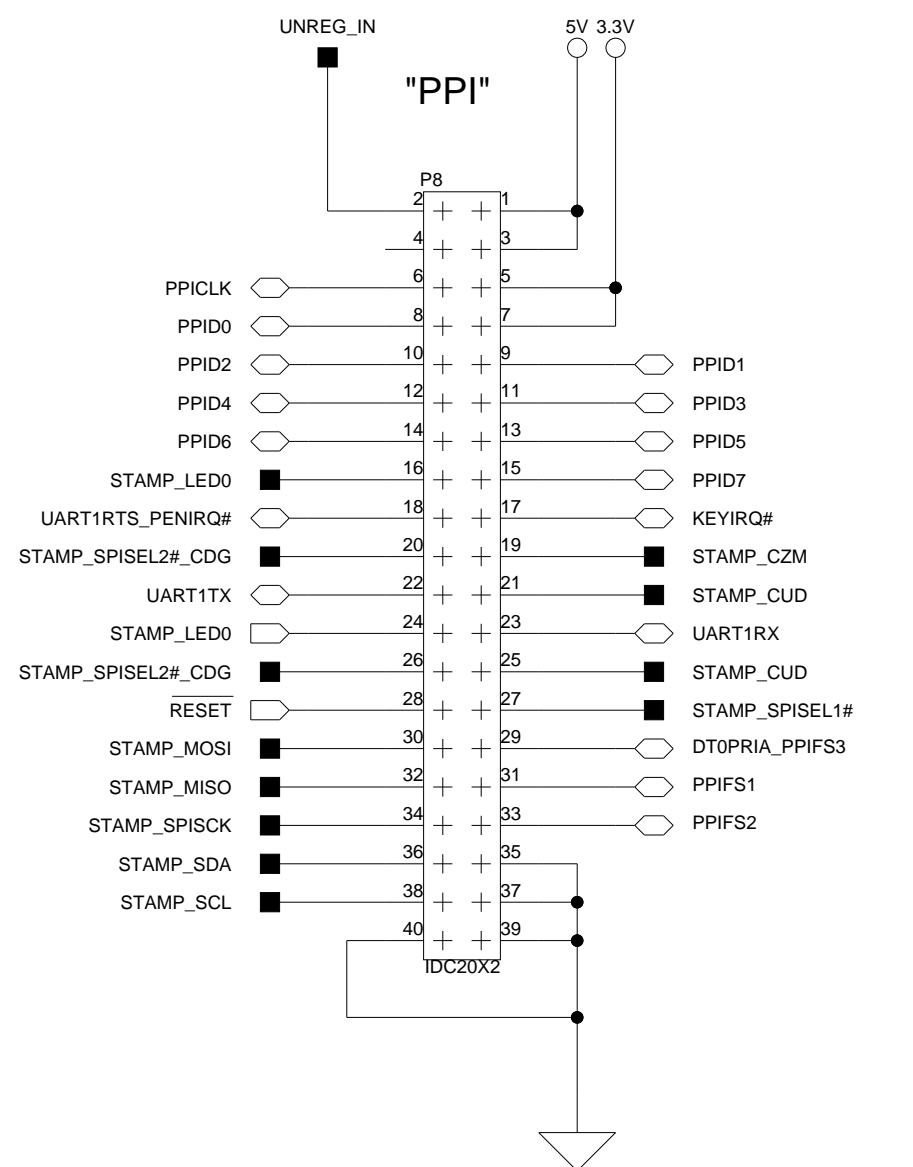 UNREG_IN
5V 3.3V
"PPI"
P8
2 1
4 3
6 5
PPICLK
8 7
PPID0
10 9
PPID2 PPID1
12 11
PPID4 PPID3
14 13
PPID6 PPID5
16 15
STAMP_LED0 PPID7
18 17
UART1RTS_PENIRQ# KEYIRQ#
20 19
STAMP_SPISEL2#_CDG STAMP_CZM
22 21
UART1TX STAMP_CUD
24 23
STAMP_LED0 UART1RX
26 25
STAMP_SPISEL2#_CDG STAMP_CUD
28 27
RESET STAMP_SPISEL1#
30 29
STAMP_MOSI DT0PRIA_PPIFS3
32 31
STAMP_MISO PPIFS1
34 33
STAMP_SPISCK PPIFS2
36 35
STAMP_SDA
38 37
STAMP_SCL
40 39
IDC20X2